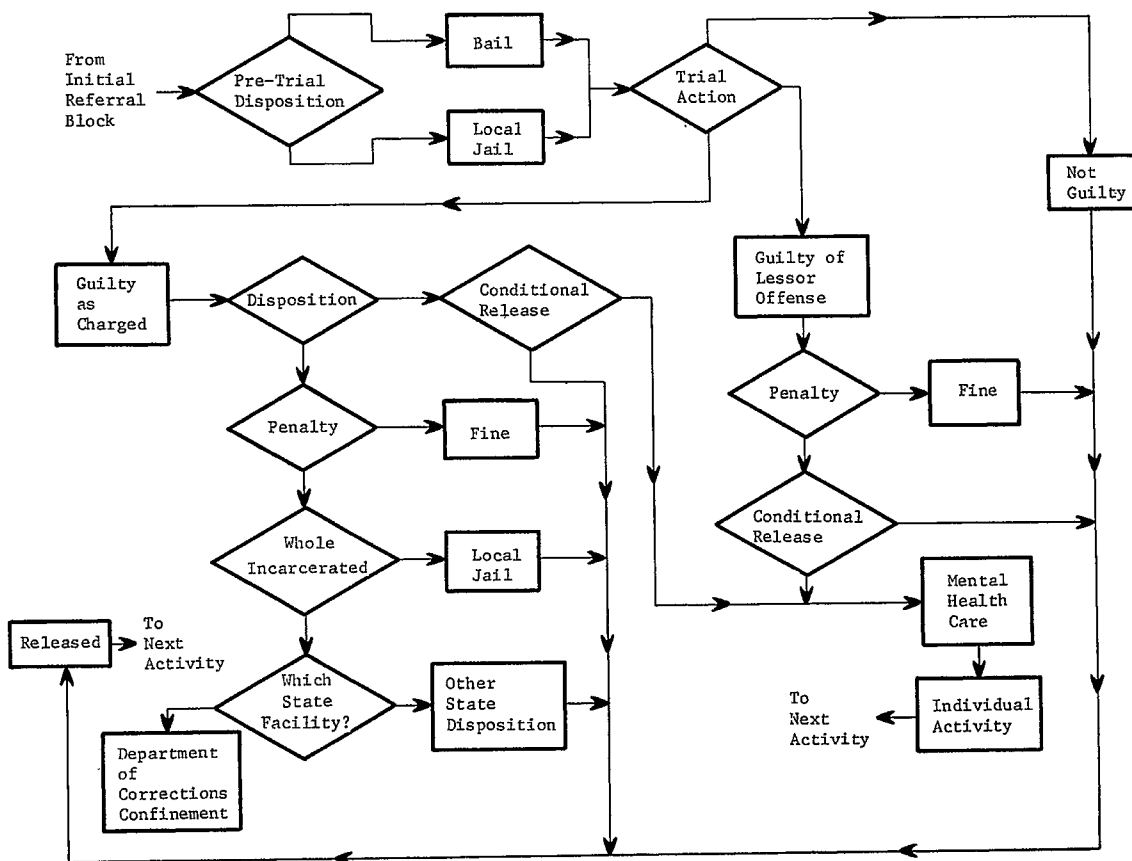 From
Initial
Referral
Block
Pre-Trial
Disposition
Bail
Local
Jail
Trial
Action
Not
Guilty
Guilty
as
Charged
Disposition
Conditional
Release
Guilty of
Lessor
Offense
Penalty
Fine
Penalty
Fine
Whole
Incarcerated
Local
Jail
Conditional
Release
Mental
Health
Care
Released
To
Next
Activity
Which
State
Facility?
Other
State
Disposition
To
Next
Activity
Individual
Activity
Department
of
Corrections
Confinement